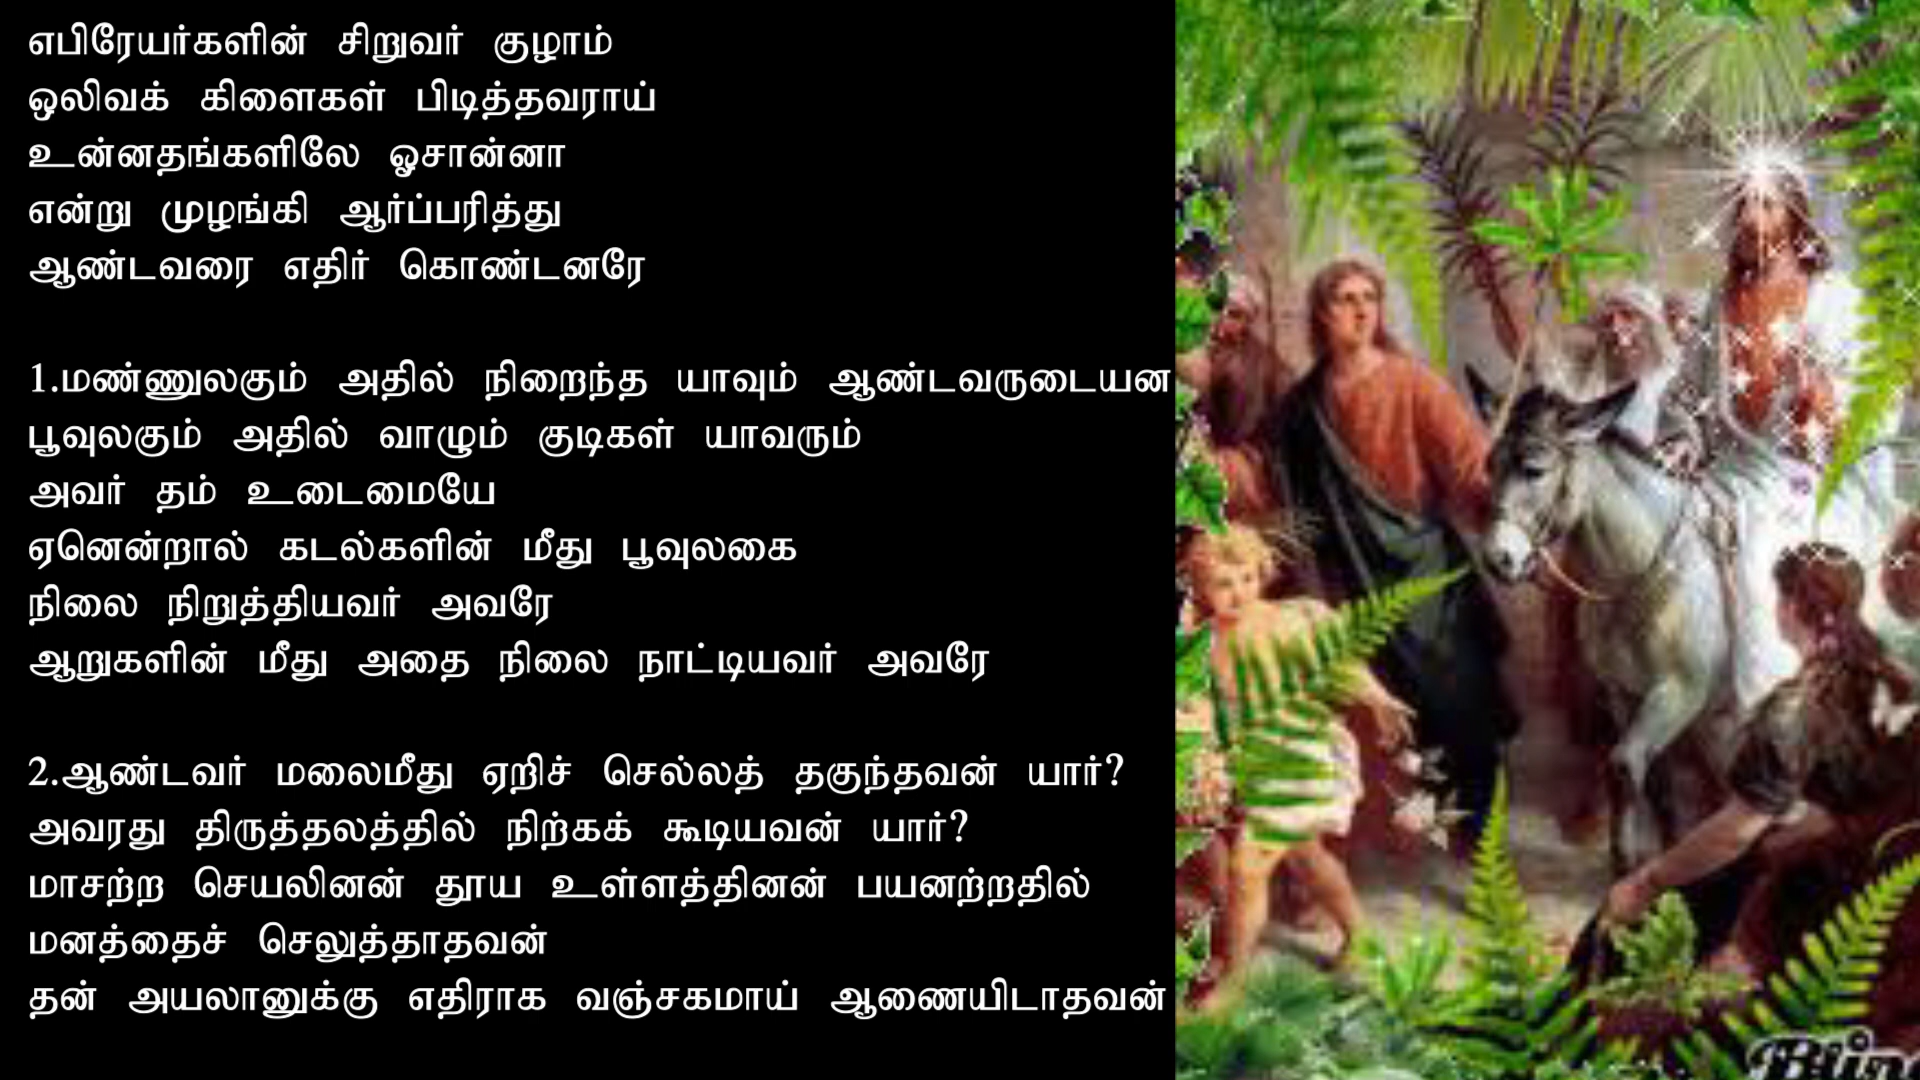 எபிரேயர்களின் சிறுவர் குழாம்
ஒலிவக் கிளைகள் பிடித்தவராய்
உன்னதங்களிலே ஓசான்னா
என்று முழங்கி ஆர்ப்பரித்து
ஆண்டவரை எதிர் கொண்டனரே
1.மண்ணுலகும் அதில் நிறைந்த யாவும் ஆண்டவருடையன
பூவுலகும் அதில் வாழும் குடிகள் யாவரும்
அவர் தம் உடைமையே
ஏனென்றால் கடல்களின் மீது பூவுலகை
நிலை நிறுத்தியவர் அவரே
ஆறுகளின் மீது அதை நிலை நாட்டியவர் அவரே
2.ஆண்டவர் மலைமீது ஏறிச் செல்லத் தகுந்தவன் யார்?
அவரது திருத்தலத்தில் நிற்கக் கூடியவன் யார்?
மாசற்ற செயலினன் தூய உள்ளத்தினன் பயனற்றதில்
மனத்தைச் செலுத்தாதவன்
தன் அயலானுக்கு எதிராக வஞ்சகமாய் ஆணையிடாதவன்